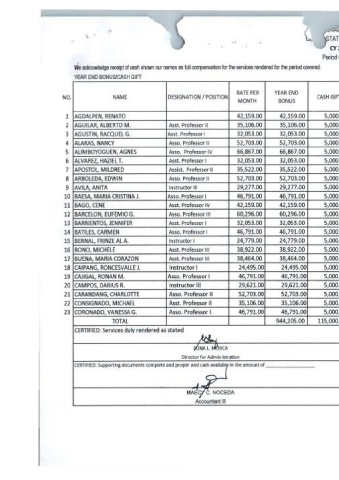 STAT
CY 2
Period
We acknowledge receipt of cash shown our names as full compensation for the services rendered for the period covered
YEAR END BONUS/CASH GIFT
NO. NAME DESIGNATION / POSITION RATE PER MONTH YEAR END BONUS CASH GIFT
1 AGDALPEN, RENATO 42,159.00 42,159.00 5,000
2 AGUILAR, ALBERTO M. Asst. Professor II 35,106.00 35,106.00 5,000
3 AGUSTIN, RACQUEL G. Asst. Professor I 32,053.00 32,053.00 5,000
4 ALARAS, NANCY Asso. Professor II 52,703.00 52,703.00 5,000
5 ALIMBOYOGUEN, AGNES Asso. Professor IV 66,867.00 66,867.00 5,000
6 ALVAREZ, HAZIEL T. Asst. Professor I 32,053.00 32,053.00 5,000
7 APOSTOL, MILDRED Assist. Professor II 35,522.00 35,522.00 5,000
8 ARBOLEDA, EDWIN Asso. Professor II 52,703.00 52,703.00 5,000
9 AVILA, ANITA Instructor III 29,277.00 29,277.00 5,000
10 BAESA, MARIA CRISTINA J. Asso. Professor I 46,791.00 46,791.00 5,000
11 BAGO, CENE Asst. Professor II 42,159.00 42,159.00 5,000
12 BARCELON, EUFEMIO G. Asso. Professor III 60,296.00 60,296.00 5,000
13 BARRIENTOS, JENNIFER Asst. Professor I 32,053.00 32,053.00 5,000
14 BATILES, CARMEN Asso. Professor I 46,791.00 46,791.00 5,000
15 BERNAL, FRINZE AL A. Instructor I 24,779.00 24,779.00 5,000
16 BONO, MICHELE Asst. Professor III 38,922.00 38,922.00 5,000
17 BUENA, MARIA CORAZON Asst. Professor III 38,464.00 38,464.00 5,000
18 CAIPANG, RONCESVALLE J. Instructor I 24,495.00 24,495.00 5,000
19 CAJIGAL, RONAN M. Asso. Professor I 46,791.00 46,791.00 5,000
20 CAMPOS, DARIUS R. Instructor III 29,621.00 29,621.00 5,000
21 CARANDANG, CHARLOTTE Asso. Professor II 52,703.00 52,703.00 5,000
22 CONSIGNADO, MICHAEL Asst. Professor II 35,106.00 35,106.00 5,000
23 CORONADO, VANESSA G. Asso. Professor I 46,791.00 46,791.00 5,000
TOTAL 944,205.00 115,000
CERTIFIED: Services duly rendered as stated
L. MOJICA
Director for Administration
CERTIFIED: Supporting documents complete and proper and cash available in the amount of
C. NOCEDA
Accountant III